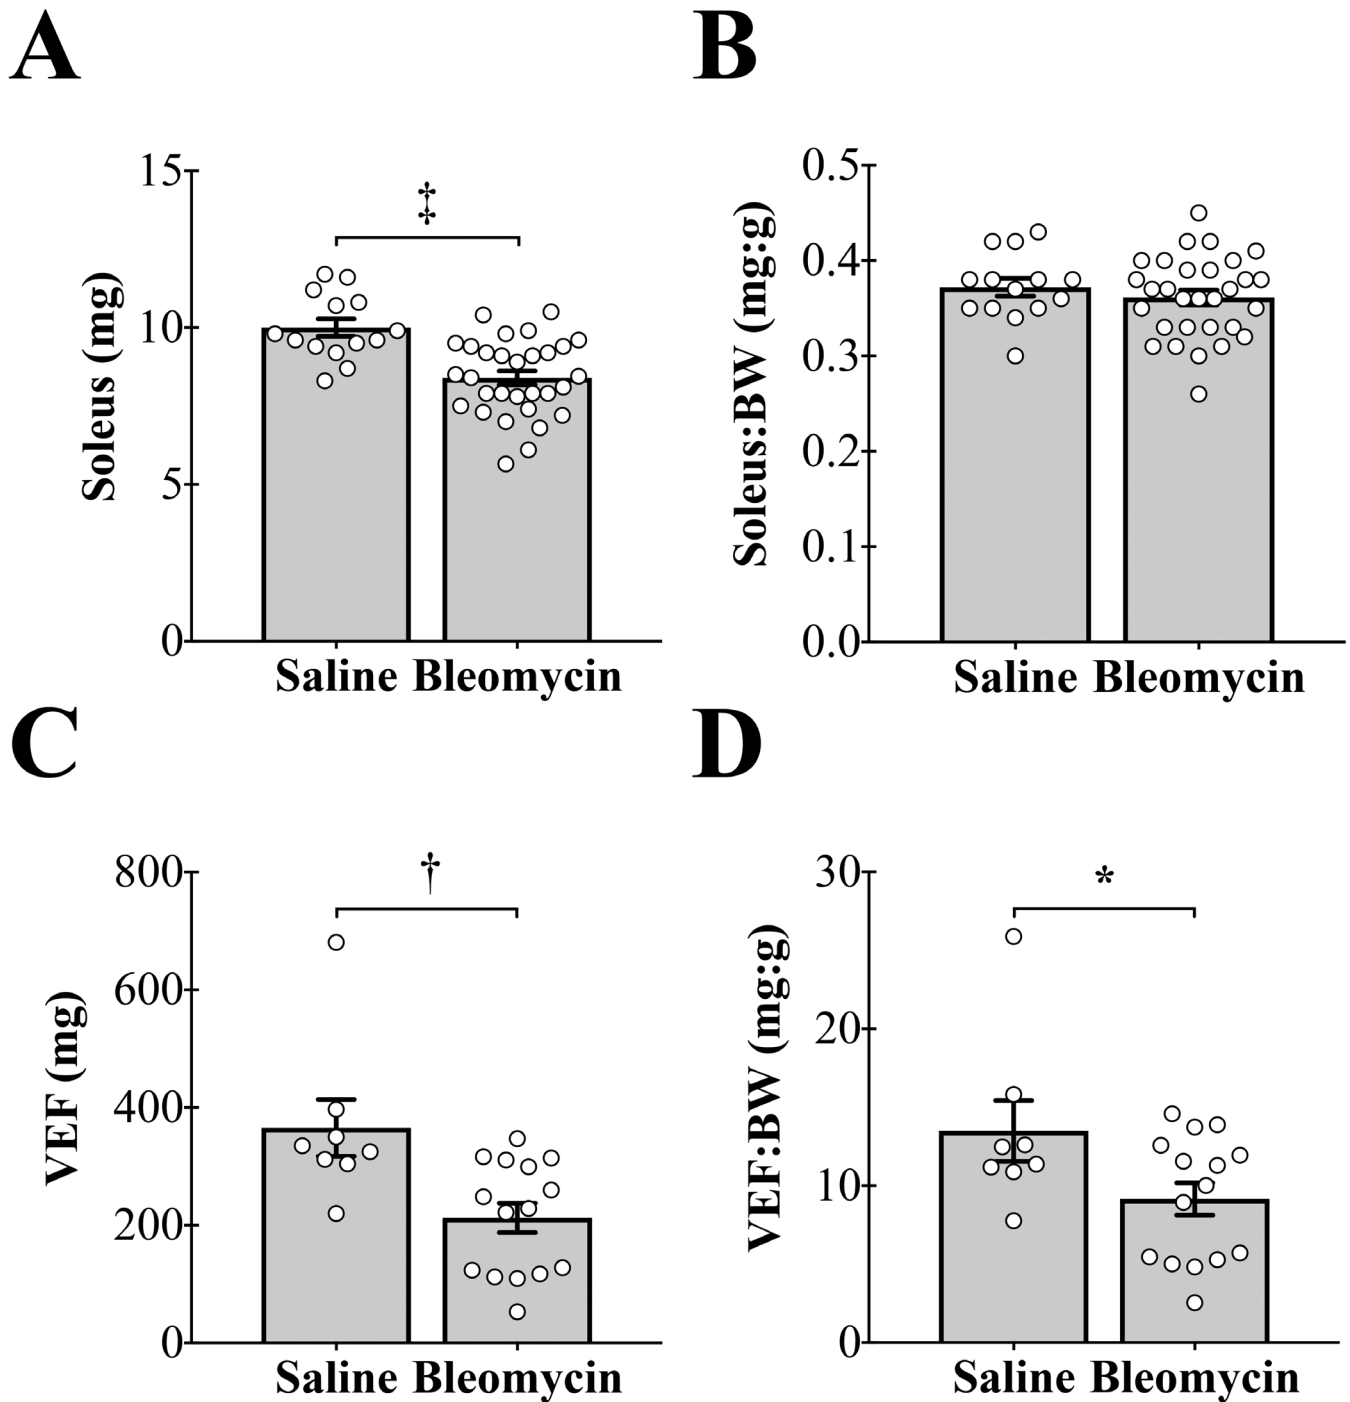 A
B
Soleus (mg)
15
10
5
0
‡
Saline Bleomycin
Soleus:BW (mg:g)
0.5
0.4
0.3
0.2
0.1
0.0
Saline Bleomycin
C
D
VEF (mg)
800
600
400
200
0
†
Saline Bleomycin
VEF:BW (mg:g)
30
20
10
0
*
Saline Bleomycin